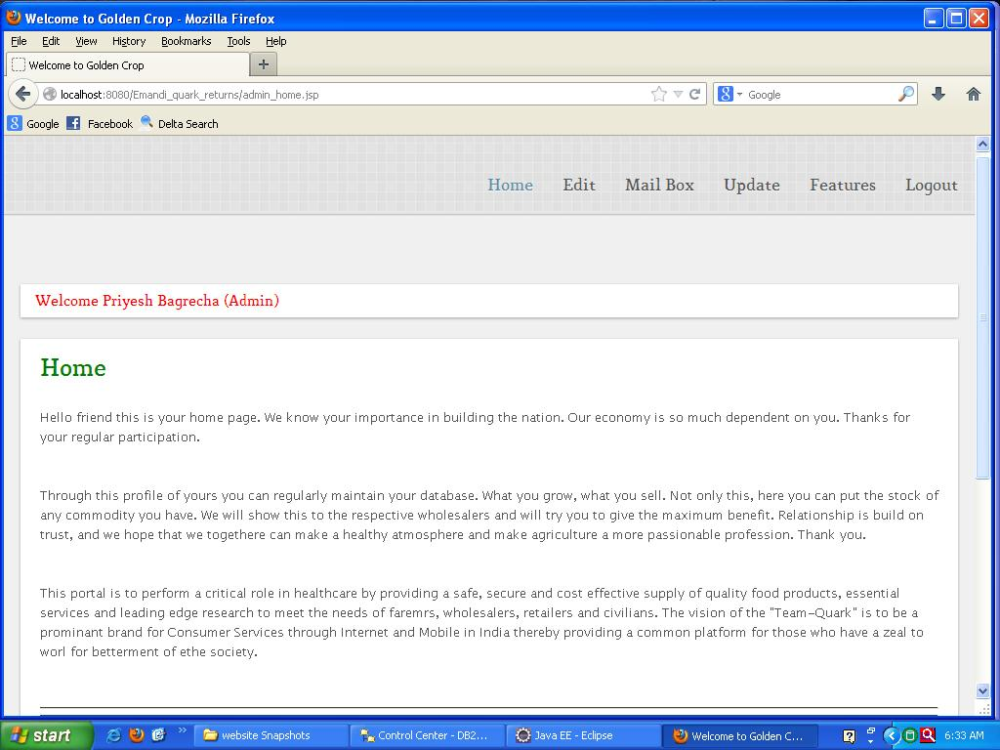 Welcome to Golden Crop - Mozilla Firefox
File Edit View History Bookmarks Tools Help
Welcome to Golden Crop
localhost:8080/Emandi_quark_returns/admin_home.jsp
Google
Google Facebook Delta Search
Home Edit Mail Box Update Features Logout
Welcome Priyesh Bagrecha (Admin)
Home
Hello friend this is your home page. We know your importance in building the nation. Our economy is so much dependent on you. Thanks for
your regular participation.
Through this profile of yours you can regularly maintain your database. What you grow, what you sell. Not only this, here you can put the stock of
any commodity you have. We will show this to the respective wholesalers and will try you to give the maximum benefit. Relationship is build on
trust, and we hope that we togethere can make a healthy atmosphere and make agriculture a more passionable profession. Thank you.
This portal is to perform a critical role in healthcare by providing a safe, secure and cost effective supply of quality food products, essential
services and leading edge research to meet the needs of faremrs, wholesalers, retailers and civilians. The vision of the "Team-Quark" is to be a
prominant brand for Consumer Services through Internet and Mobile in India thereby providing a common platform for those who have a zeal to
worl for betterment of ethe society.
start website Snapshots Control Center - DB2... Java EE - Eclipse Welcome to Golden C... 6:33 AM